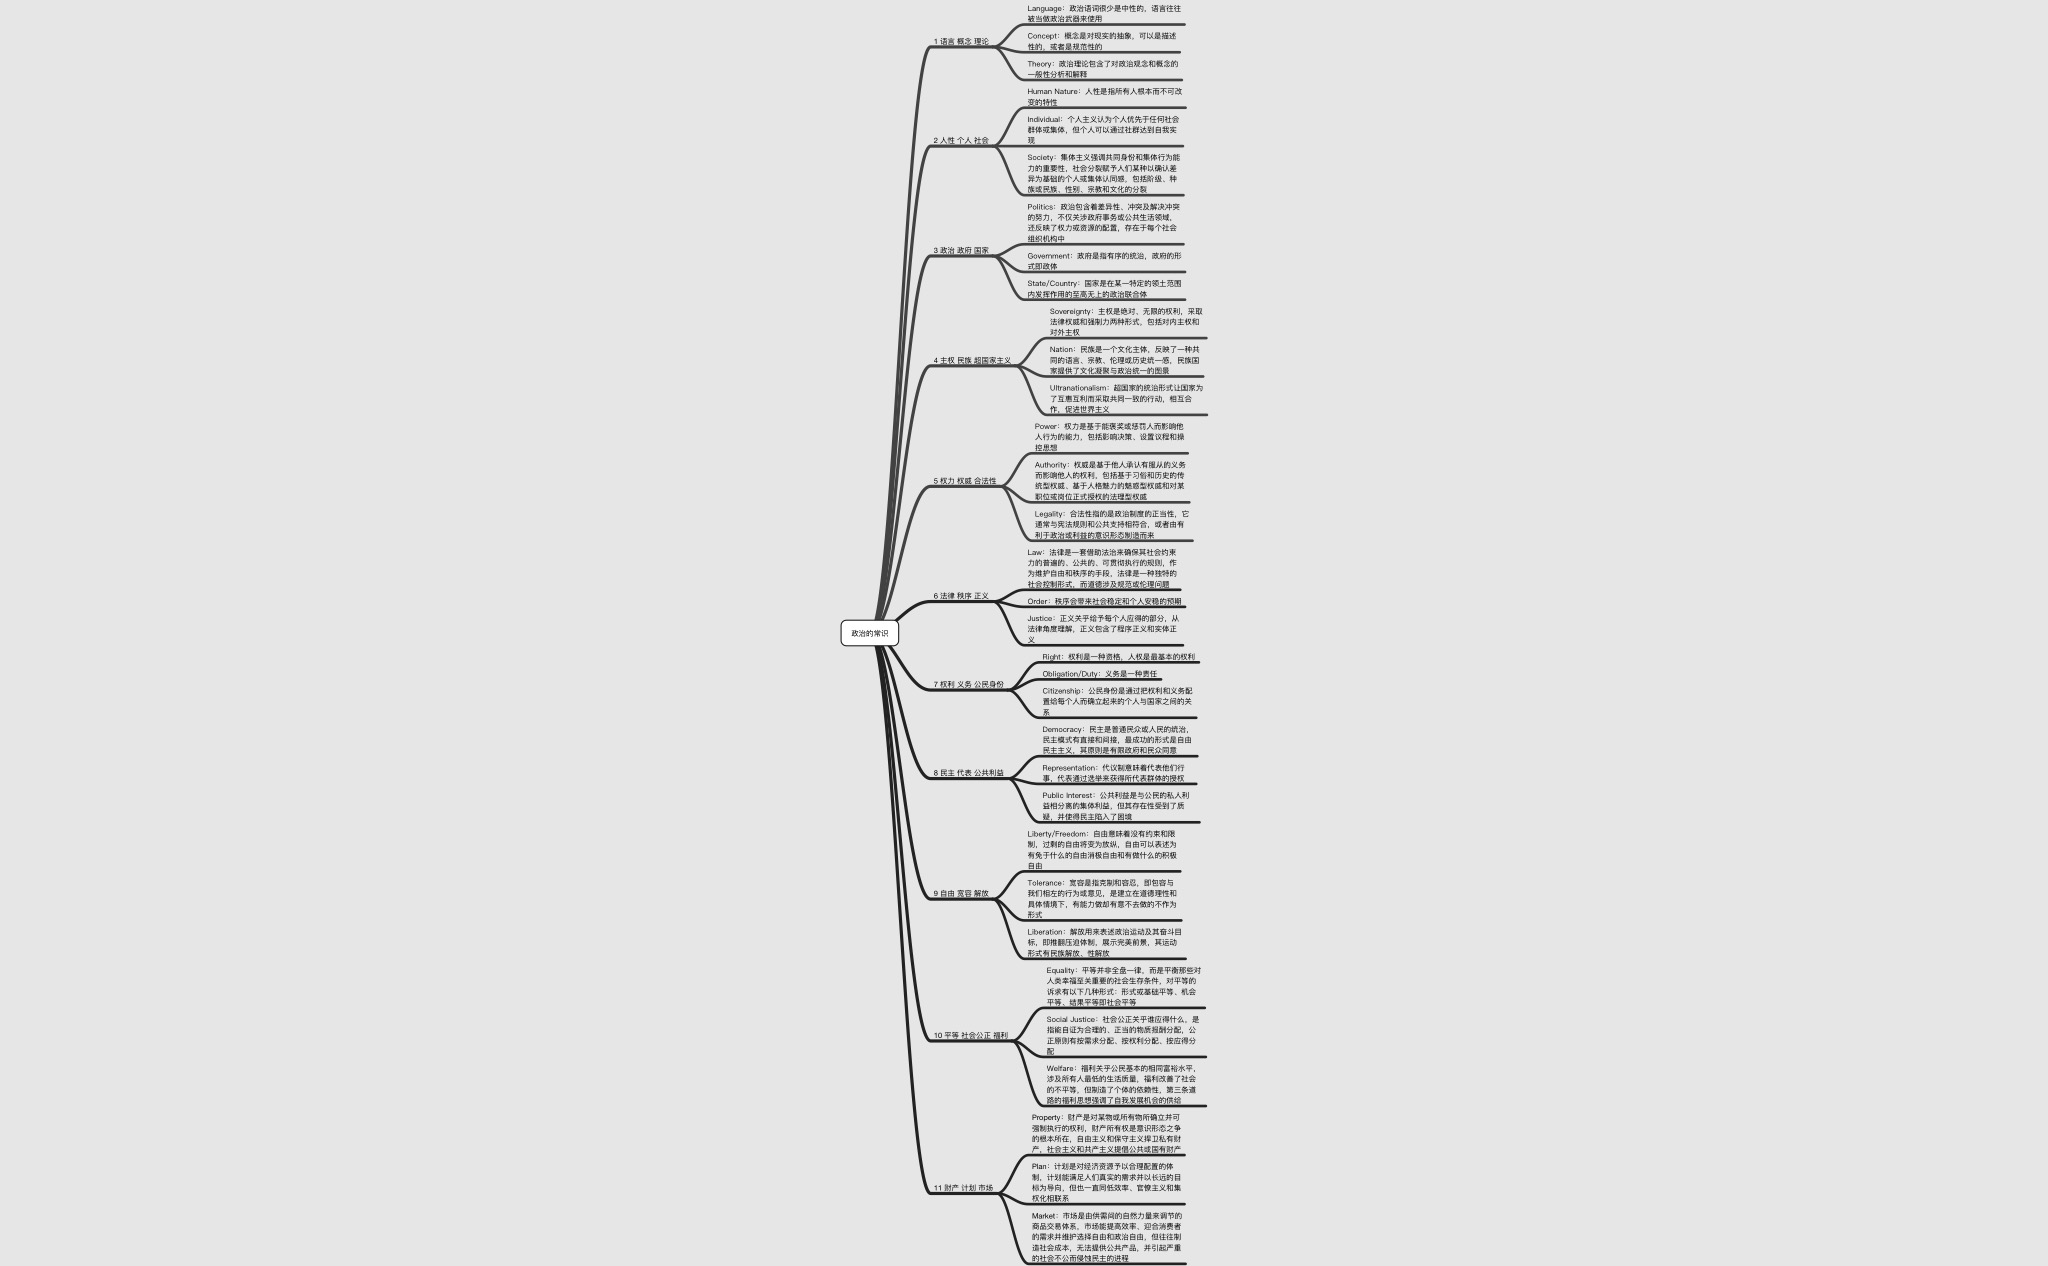 政治的常识
1 语言 概念 理论
Language：政治语词很少是中性的，语言往往
被当做政治武器来使用
Concept：概念是对现实的抽象，可以是描述
性的，或者是规范性的
Theory：政治理论包含了对政治观念和概念的
一般性分析和解释
2 人性 个人 社会
Human Nature：人性是指所有人根本而不可改
变的特性
Individual：个人主义认为个人优先于任何社会
群体或集体，但个人可以通过社群达到自我实
现
Society：集体主义强调共同身份和集体行为能
力的重要性，社会分裂赋予人们某种以确认差
异为基础的个人或集体认同感，包括阶级、种
族或民族、性别、宗教和文化的分裂
3 政治 政府 国家
Politics：政治包含着差异性、冲突及解决冲突
的努力，不仅关涉政府事务或公共生活领域，
还反映了权力或资源的配置，存在于每个社会
组织机构中
Government：政府是指有序的统治，政府的形
式即政体
State/Country：国家是在某一特定的领土范围
内发挥作用的至高无上的政治联合体
4 主权 民族 超国家主义
Sovereignty：主权是绝对、无限的权利，采取
法律权威和强制力两种形式，包括对内主权和
对外主权
Nation：民族是一个文化主体，反映了一种共
同的语言、宗教、伦理或历史统一感，民族国
家提供了文化凝聚与政治统一的图景
Ultranationalism：超国家的统治形式让国家为
了互惠互利而采取共同一致的行动，相互合
作，促进世界主义
5 权力 权威 合法性
Power：权力是基于能褒奖或惩罚人而影响他
人行为的能力，包括影响决策、设置议程和操
控思想
Authority：权威是基于他人承认有服从的义务
而影响他人的权利，包括基于习俗和历史的传
统型权威、基于人格魅力的魅惑型权威和对某
职位或岗位正式授权的法理型权威
Legality：合法性指的是政治制度的正当性，它
通常与宪法规则和公共支持相符合，或者由有
利于政治或利益的意识形态制造而来
6 法律 秩序 正义
Law：法律是一套借助法治来确保其社会约束
力的普遍的、公共的、可贯彻执行的规则，作
为维护自由和秩序的手段，法律是一种独特的
社会控制形式，而道德涉及规范或伦理问题
Order：秩序会带来社会稳定和个人安稳的预期
Justice：正义关乎给予每个人应得的部分，从
法律角度理解，正义包含了程序正义和实体正
义
7 权利 义务 公民身份
Right：权利是一种资格，人权是最基本的权利
Obligation/Duty：义务是一种责任
Citizenship：公民身份是通过把权利和义务配
置给每个人而确立起来的个人与国家之间的关
系
8 民主 代表 公共利益
Democracy：民主是普通民众或人民的统治，
民主模式有直接和间接，最成功的形式是自由
民主主义，其原则是有限政府和民众同意
Representation：代议制意味着代表他们行
事，代表通过选举来获得所代表群体的授权
Public Interest：公共利益是与公民的私人利
益相分离的集体利益，但其存在性受到了质
疑，并使得民主陷入了困境
9 自由 宽容 解放
Liberty/Freedom：自由意味着没有约束和限
制，过剩的自由将变为放纵，自由可以表述为
有免于什么的自由消极自由和有做什么的积极
自由
Tolerance：宽容是指克制和容忍，即包容与
我们相左的行为或意见，是建立在道德理性和
具体情境下，有能力做却有意不去做的不作为
形式
Liberation：解放用来表述政治运动及其奋斗目
标，即推翻压迫体制，展示完美前景，其运动
形式有民族解放、性解放
10 平等 社会公正 福利
Equality：平等并非全盘一律，而是平衡那些对
人类幸福至关重要的社会生存条件，对平等的
诉求有以下几种形式：形式或基础平等、机会
平等、结果平等即社会平等
Social Justice：社会公正关乎谁应得什么，是
指能自证为合理的、正当的物质报酬分配，公
正原则有按需求分配、按权利分配、按应得分
配
Welfare：福利关乎公民基本的相同富裕水平，
涉及所有人最低的生活质量，福利改善了社会
的不平等，但制造了个体的依赖性，第三条道
路的福利思想强调了自我发展机会的供给
11 财产 计划 市场
Property：财产是对某物或所有物所确立并可
强制执行的权利，财产所有权是意识形态之争
的根本所在，自由主义和保守主义捍卫私有财
产，社会主义和共产主义提倡公共或国有财产
Plan：计划是对经济资源予以合理配置的体
制，计划能满足人们真实的需求并以长远的目
标为导向，但也一直同低效率、官僚主义和集
权化相联系
Market：市场是由供需间的自然力量来调节的
商品交易体系，市场能提高效率、迎合消费者
的需求并维护选择自由和政治自由，但往往制
造社会成本，无法提供公共产品，并引起严重
的社会不公而侵蚀民主的进程